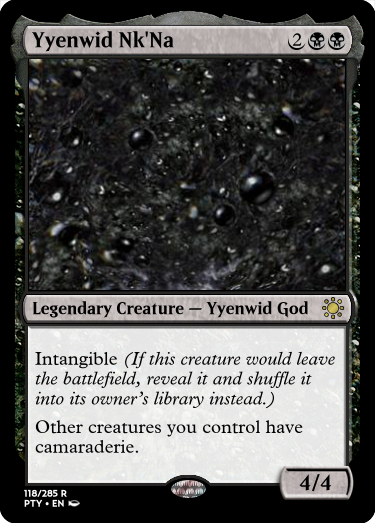 Yyenwid Nk'Na 2
Legendary Creature — Yyenwid God
Intangible (If this creature would leave
the battlefield, reveal it and shuffle it
into its owner's library instead.)
Other creatures you control have
camaraderie.
4/4
118/285 R
PTY • EN